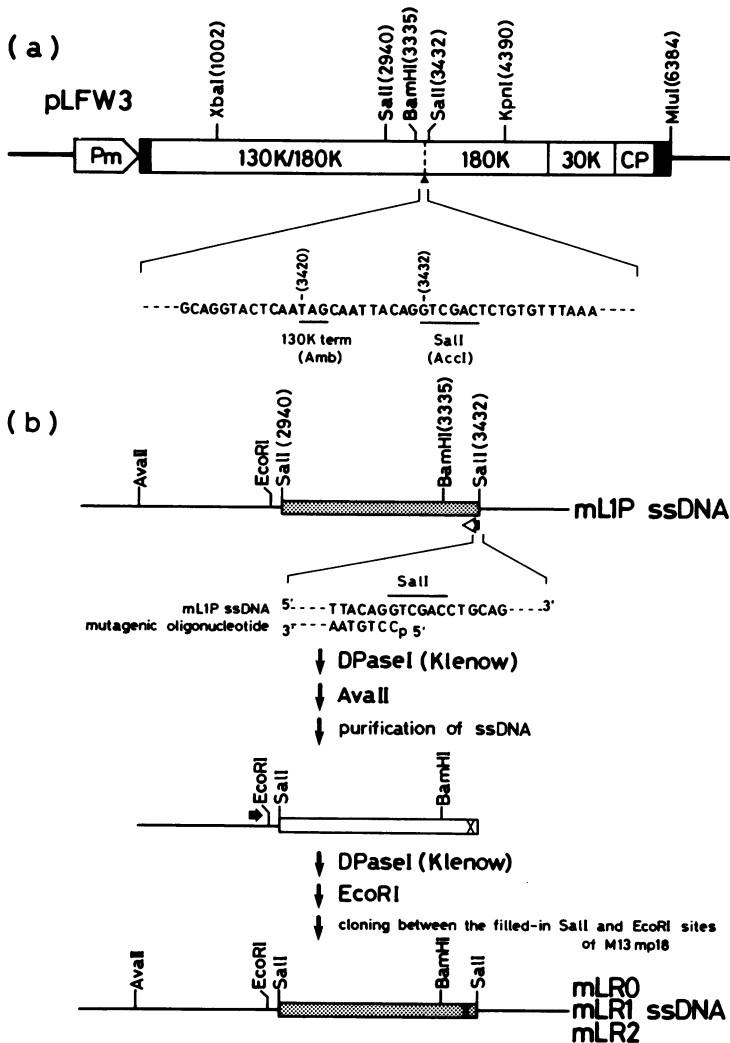 (a)
pLFW3
XbaI(1002)
SalI(2940)
BamHI(3335)
SalI(3432)
KpnI(4390)
MluI(6384)
Pm
130K/180K
180K
30K
CP
(3420)
(3432)
----GCAGGTACTCAATAGCAATTACAGGTCGACTCTGTGTTTAAA----
130K term
(Amb)
SalI
(AccI)
(b)
AvaII
EcoRI
SalI(2940)
BamHI(3335)
SalI(3432)
mL1P ssDNA
SalI
mL1P ssDNA 5'----TTACAGGTCGACCTGCAG----3'
mutagenic oligonucleotide 3'----AATGTCCp 5'
DPaseI (Klenow)
AvaII
purification of ssDNA
EcoRI
SalI
BamHI
X
DPaseI (Klenow)
EcoRI
cloning between the filled-in SalI and EcoRI sites
of M13 mp18
AvaII
EcoRI
SalI
BamHI
SalI
mLR0
mLR1 ssDNA
mLR2